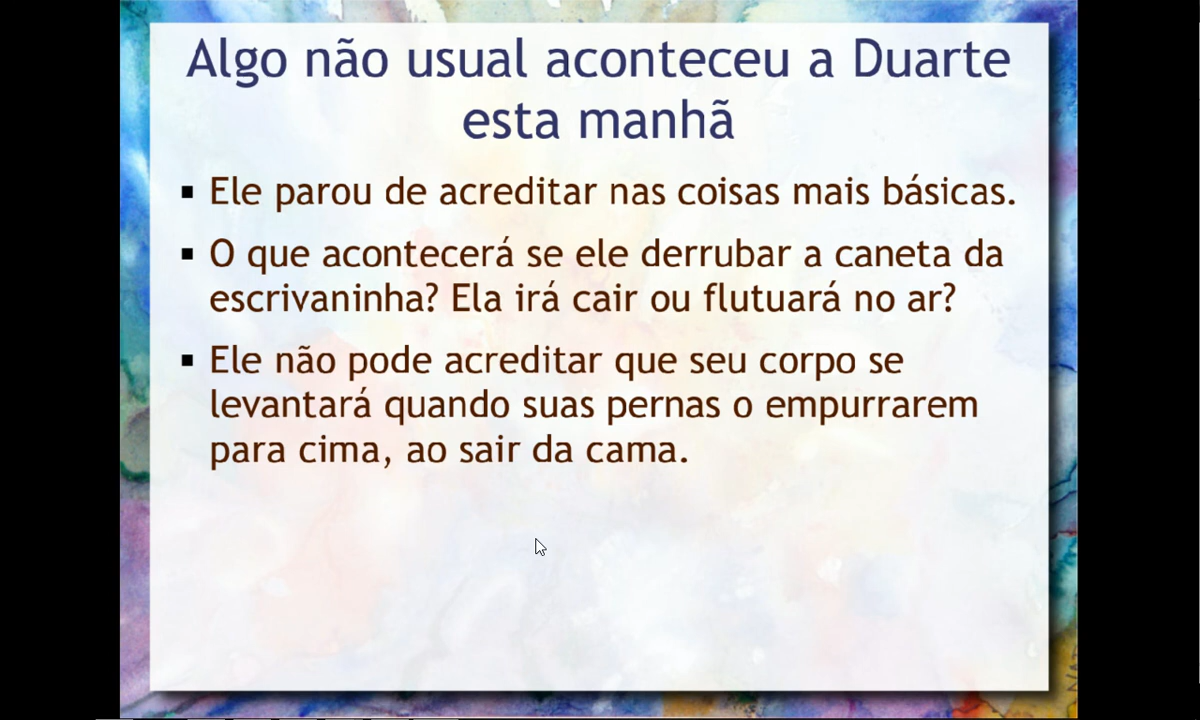 Algo não usual aconteceu a Duarte
esta manhã
▪ Ele parou de acreditar nas coisas mais básicas.
▪ O que acontecerá se ele derrubar a caneta da
escrivaninha? Ela irá cair ou flutuará no ar?
▪ Ele não pode acreditar que seu corpo se
levantará quando suas pernas o empurrarem
para cima, ao sair da cama.